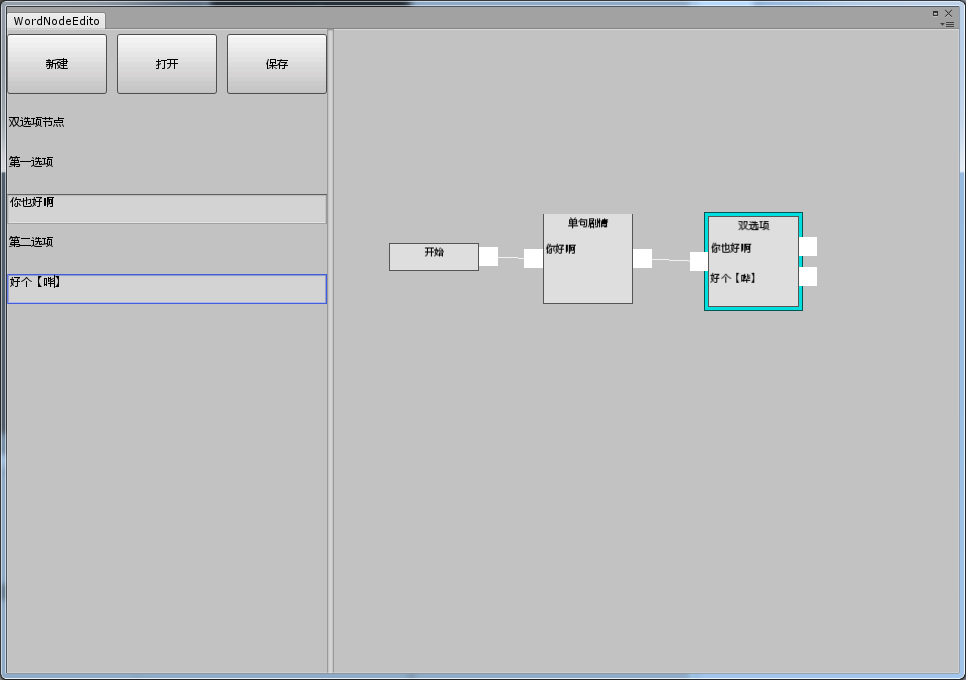 WordNodeEdito
新建
打开
保存
双选项节点
第一选项
你也好啊
第二选项
好个【哔】
开始
单句剧情
你好啊
双选项
你也好啊
好个【哔】